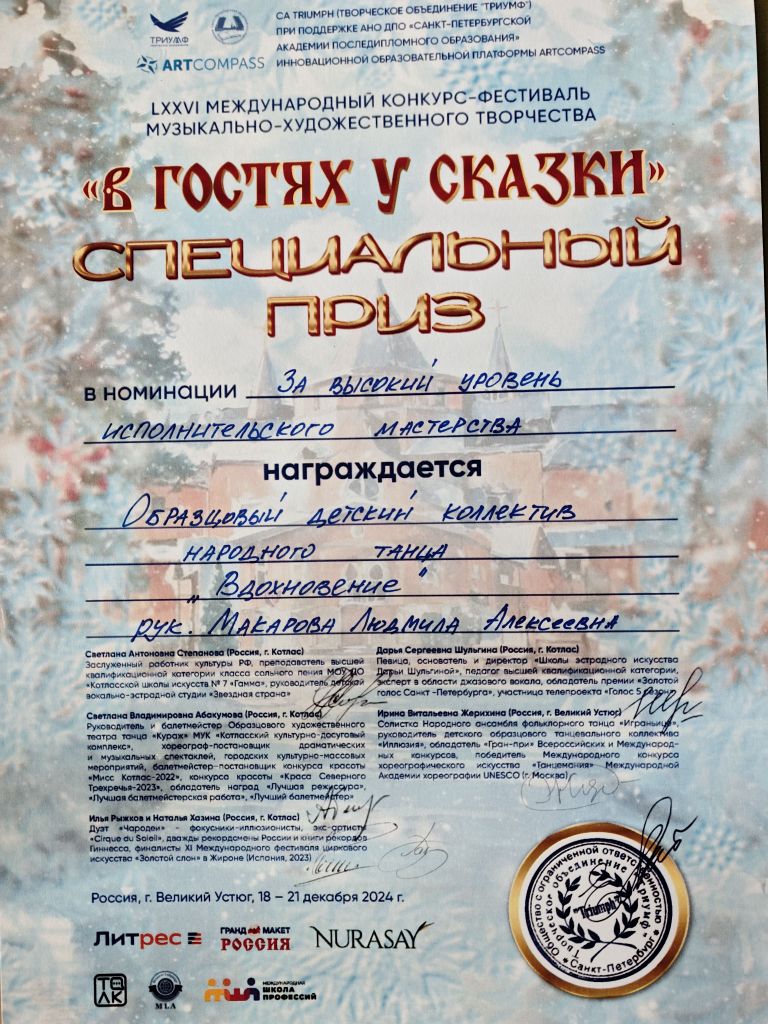 СА TRIUMPH (ТВОРЧЕСКОЕ ОБЪЕДИНЕНИЕ "ТРИУМФ")
ПРИ ПОДДЕРЖКЕ АНО ДПО «САНКТ-ПЕТЕРБУРГСКОЙ
АКАДЕМИИ ПОСЛЕДИПЛОМНОГО ОБРАЗОВАНИЯ»
ИННОВАЦИОННОЙ ОБРАЗОВАТЕЛЬНОЙ ПЛАТФОРМЫ ARTCOMPASS
ТРИУМФ
ARTCOMPASS
LXXVI МЕЖДУНАРОДНЫЙ КОНКУРС-ФЕСТИВАЛЬ
МУЗЫКАЛЬНО-ХУДОЖЕСТВЕННОГО ТВОРЧЕСТВА
«В ГОСТЯХ У СКАЗКИ»
СПЕЦИАЛЬНЫЙ
ПРИЗ
в номинации За высокий уровень
исполнительского мастерства
награждается
Образцовый детский коллектив
народного танца
„Вдохновение"
рук. Макарова Людмила Алексеевна
Светлана Антоновна Степанова (Россия, г. Котлас)
Заслуженный работник культуры РФ, преподаватель высшей
квалификационной категории класса сольного пения МОУ ДО
«Котласская школа искусств № 7 «Гамма», руководитель детской
вокально-эстрадной студии «Звездная страна»
Светлана Владимировна Абакумова (Россия, г. Котлас)
Руководитель и балетмейстер Образцового художественного
театра танца «Кураж» МУК «Котласский культурно-досуговый
комплекс», хореограф-постановщик драматических
и музыкальных спектаклей, городских культурно-массовых
мероприятий, балетмейстер-постановщик конкурса красоты
«Мисс Котлас-2022», конкурса красоты «Краса Северного
Трехречья-2023», обладатель наград «Лучшая режиссура»,
«Лучшая балетмейстерская работа», «Лучший балетмейстер»
Илья Рыжков и Наталья Хазина (Россия, г. Котлас)
Дуэт «Чародеи» - фокусники-иллюзионисты, экс-артисты
«Cirque du Soleil», дважды рекордсмены России и книги рекордов
Гиннесса, финалисты XI Международного фестиваля циркового
искусства «Золотой слон» в Жироне (Испания, 2023)
Дарья Сергеевна Шульгина (Россия, г. Котлас)
Певица, основатель и директор «Школы эстрадного искусства
Дарьи Шульгиной», педагог высшей квалификационной категории,
эксперт в области джазового вокала, обладатель премии «Золотой
голос Санкт-Петербурга», участница телепроекта «Голос 5 сезон»
Ирина Витальевна Жерихина (Россия, г. Великий Устюг)
Солистка Народного ансамбля фольклорного танца «Играньица»,
руководитель детского образцового танцевального коллектива
«Иллюзия», обладатель «Гран-при» Всероссийских и Международ-
ных конкурсов, победитель Международного конкурса
хореографического искусства «Танцемания» Международной
Академии хореографии UNESCO (г. Москва)
Россия, г. Великий Устюг, 18 – 21 декабря 2024 г.
Общество с ограниченной ответственностью
Творческое объединение "Триумф"
"Triumph"
Санкт-Петербург
Литрес
ГРАНД МАКЕТ
РОССИЯ
NURASAY
ТОЛК
MLA
МЕЖДУНАРОДНАЯ
ШКОЛА
ПРОФЕССИЙ